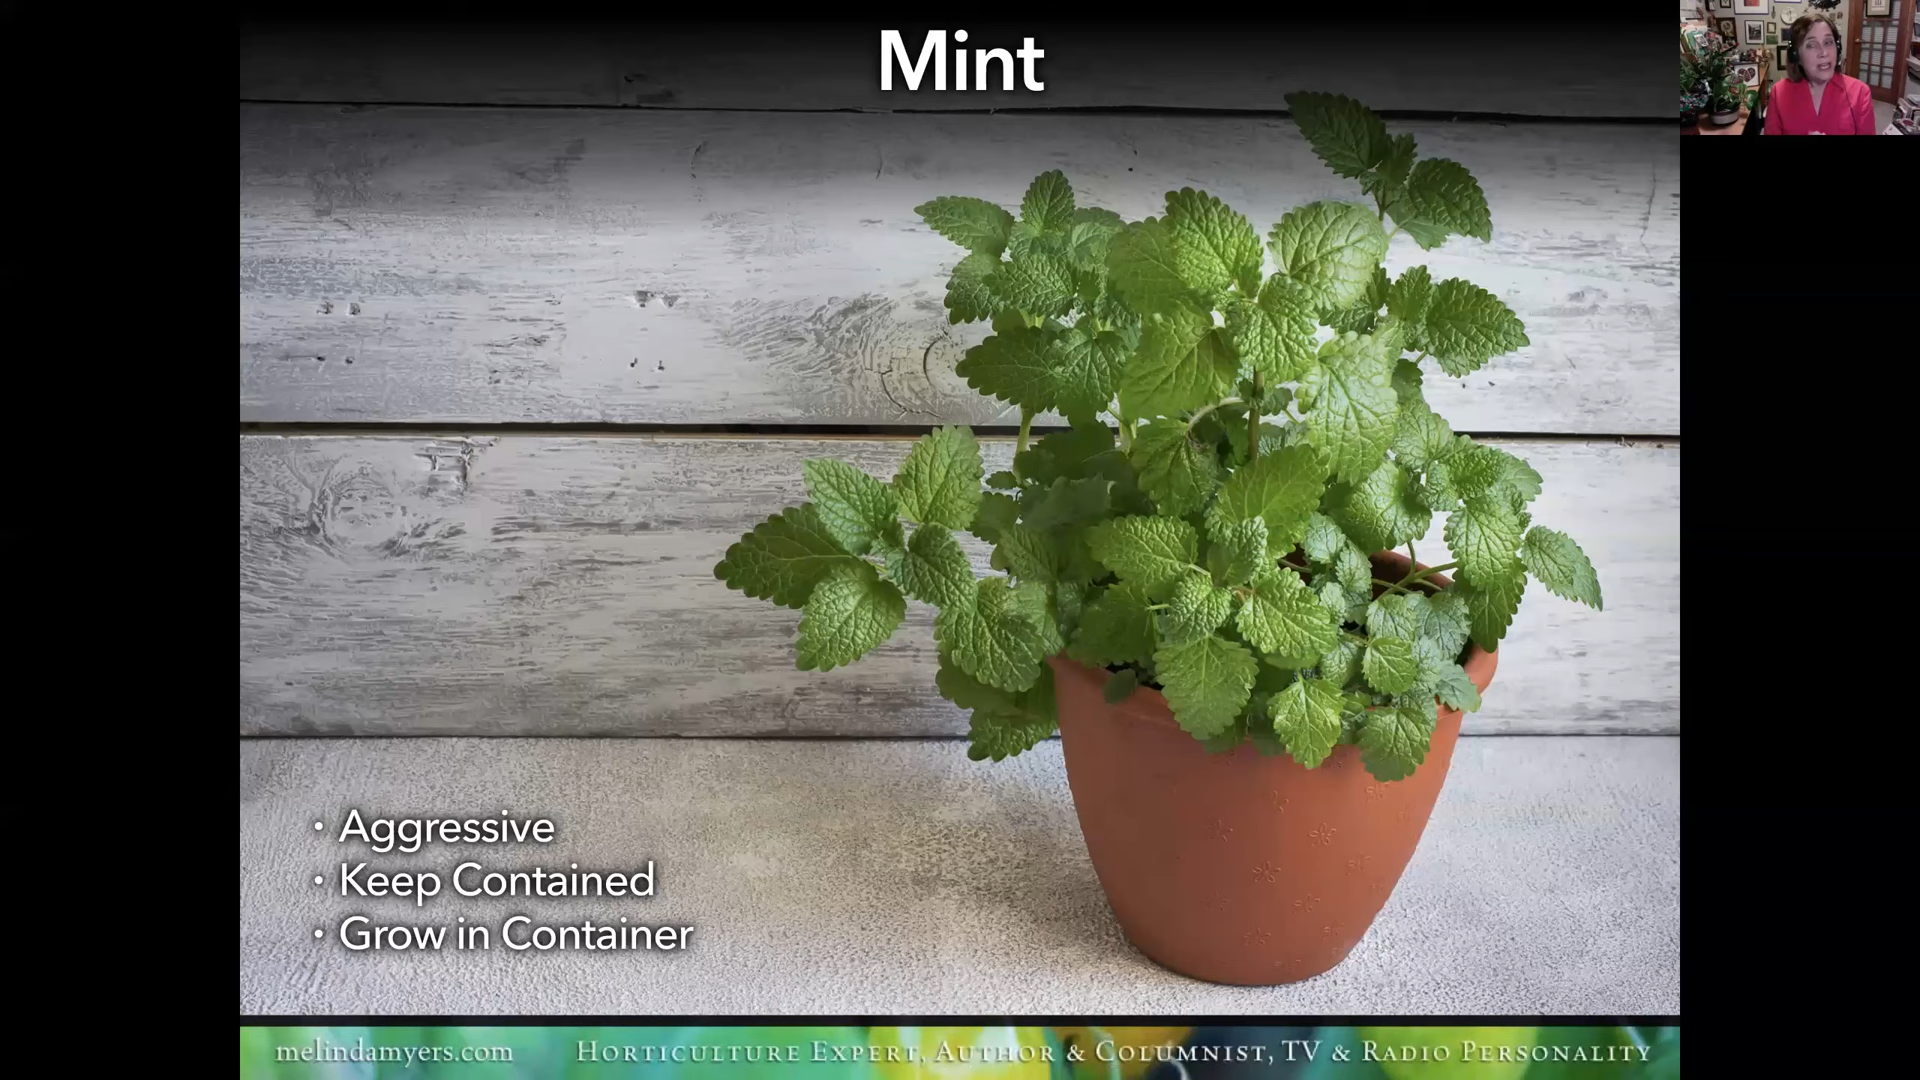 Mint
· Aggressive
· Keep Contained
· Grow in Container
melindamyers.com Horticulture Expert, Author & Columnist, TV & Radio Personality